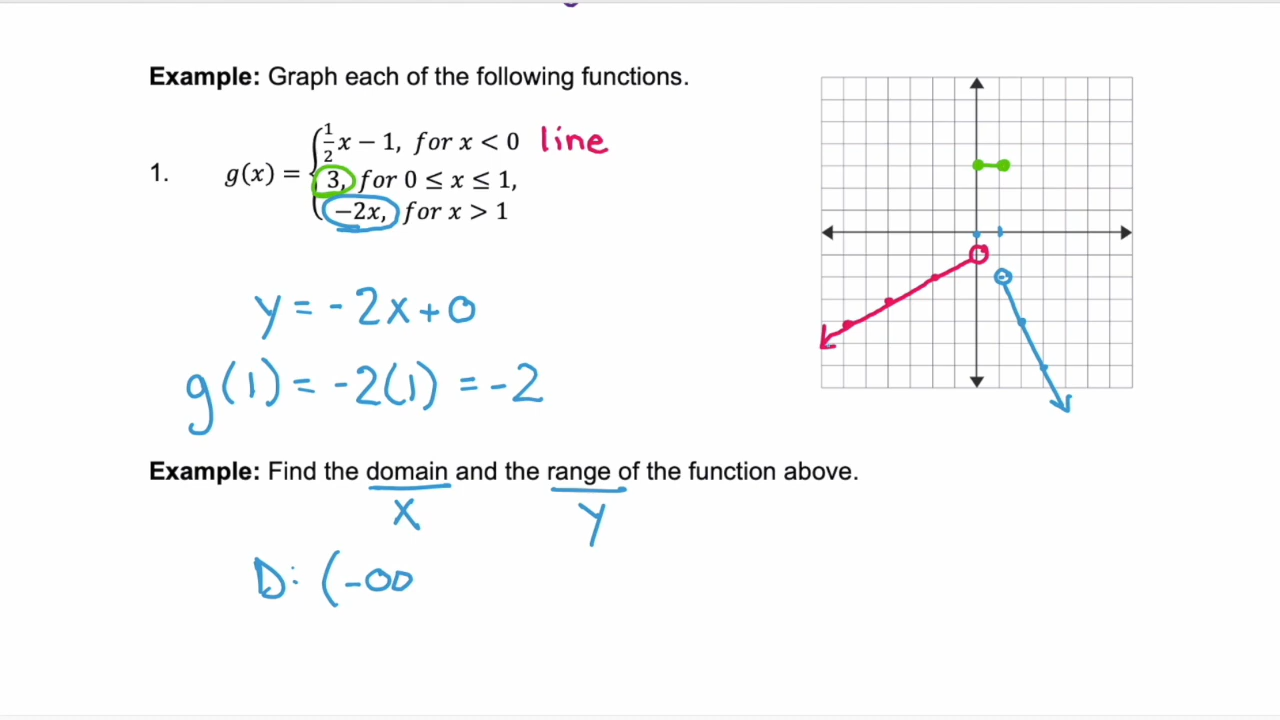 Example: Graph each of the following functions.
1. g(x) = { 1/2 x − 1, for x < 0 line
3, for 0 ≤ x ≤ 1,
−2x, for x > 1
y = -2x+0
g(1) = -2(1) = -2
Example: Find the domain and the range of the function above.
x y
D: (-∞